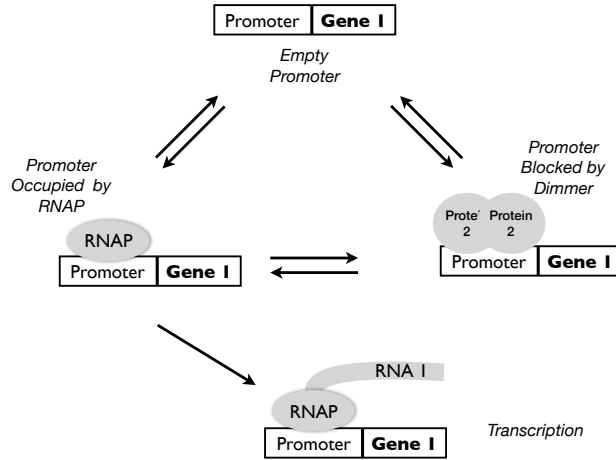 Promoter Gene I
Empty
Promoter
Promoter
Occupied by
RNAP
Promoter
Blocked by
Dimmer
RNAP
Promoter Gene I
Protein
2 2
Promoter Gene I
RNA I
RNAP
Promoter Gene I
Transcription